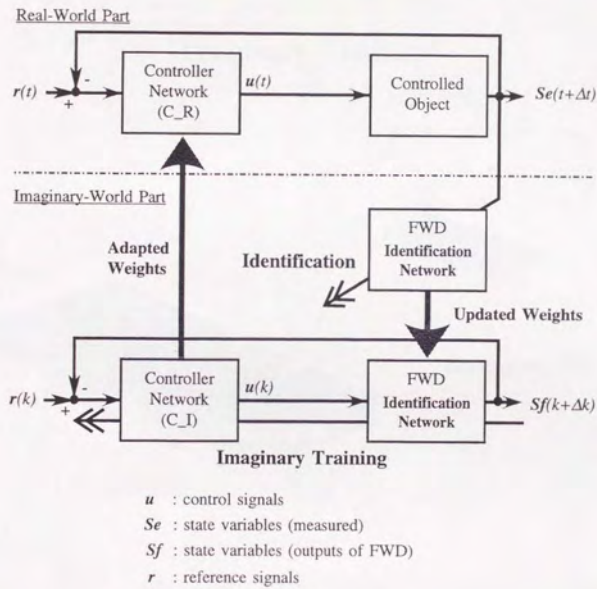 Real-World Part
r(t)
+
-
Controller
Network
(C_R)
u(t)
Controlled
Object
Se(t+Δt)
Imaginary-World Part
Adapted
Weights
Identification
FWD
Identification
Network
Updated Weights
r(k)
+
-
Controller
Network
(C_I)
u(k)
FWD
Identification
Network
Sf(k+Δk)
Imaginary Training
u : control signals
Se : state variables (measured)
Sf : state variables (outputs of FWD)
r : reference signals